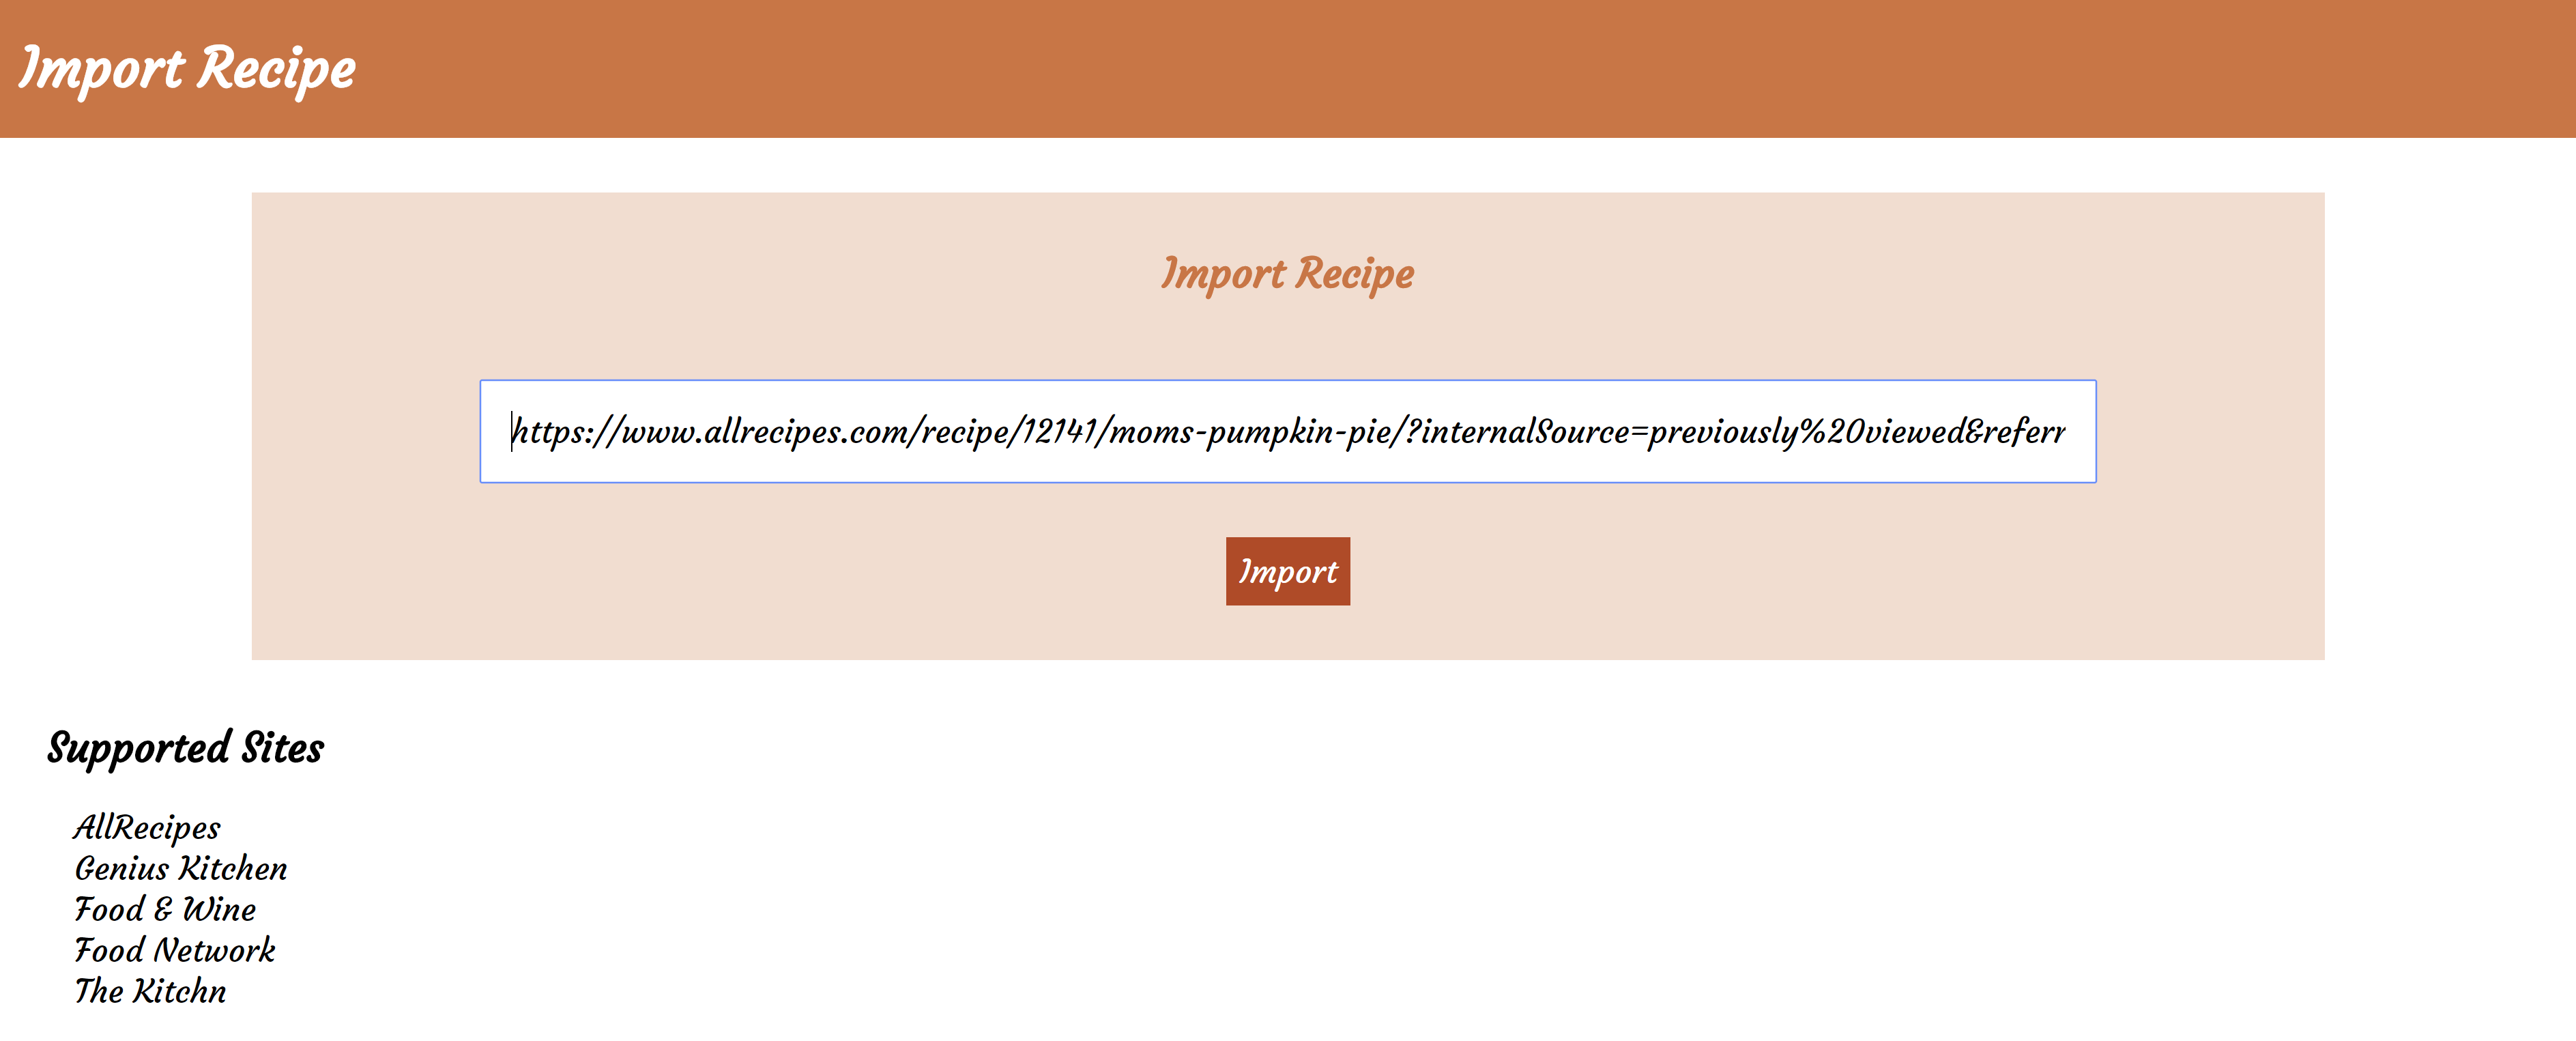 Import Recipe
Import Recipe
https://www.allrecipes.com/recipe/12141/moms-pumpkin-pie/?internalSource=previously%20viewed&referr
Import
Supported Sites
AllRecipes
Genius Kitchen
Food & Wine
Food Network
The Kitchn